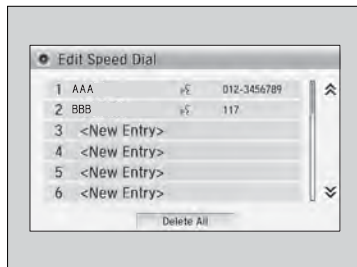 Edit Speed Dial
1 AAA 012-3456789
2 BBB 117
3 <New Entry>
4 <New Entry>
5 <New Entry>
6 <New Entry>
Delete All